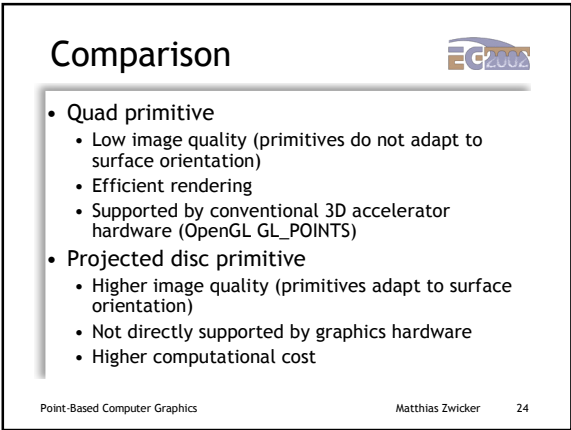 Comparison
EG2002
• Quad primitive
• Low image quality (primitives do not adapt to
surface orientation)
• Efficient rendering
• Supported by conventional 3D accelerator
hardware (OpenGL GL_POINTS)
• Projected disc primitive
• Higher image quality (primitives adapt to surface
orientation)
• Not directly supported by graphics hardware
• Higher computational cost
Point-Based Computer Graphics Matthias Zwicker 24